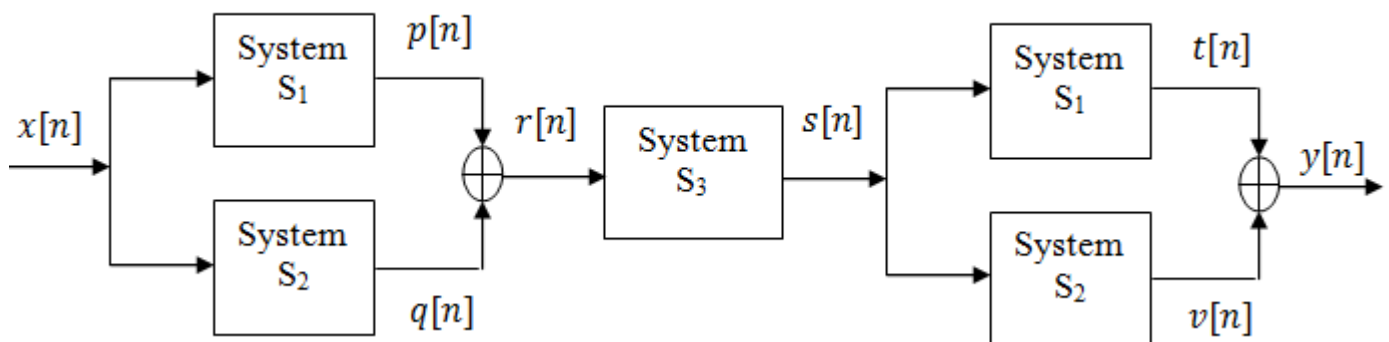 x[n]
System
S₁
p[n]
System
S₂
q[n]
r[n]
System
S₃
s[n]
System
S₁
t[n]
System
S₂
v[n]
y[n]